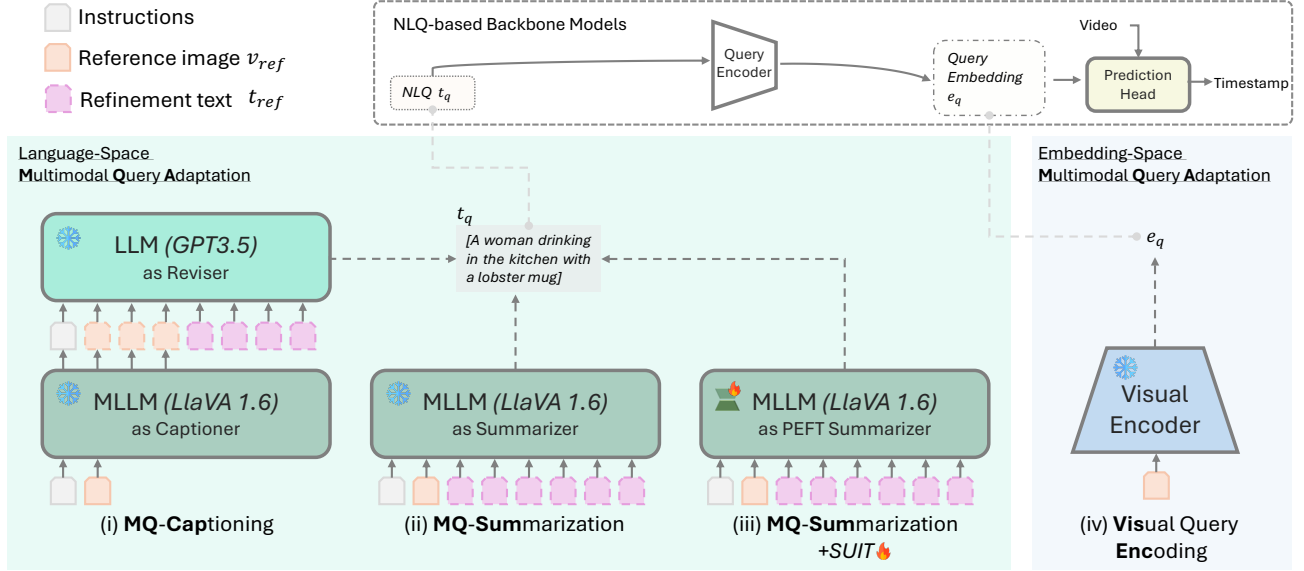 Instructions
Reference image v_ref
Refinement text t_ref
NLQ-based Backbone Models
NLQ t_q
Query
Encoder
Query
Embedding
e_q
Video
Prediction
Head
Timestamp
Language-Space
Multimodal Query Adaptation
Embedding-Space
Multimodal Query Adaptation
LLM (GPT3.5)
as Reviser
t_q
[A woman drinking
in the kitchen with
a lobster mug]
e_q
MLLM (LlaVA 1.6)
as Captioner
MLLM (LlaVA 1.6)
as Summarizer
MLLM (LlaVA 1.6)
as PEFT Summarizer
Visual
Encoder
(i) MQ-Captioning
(ii) MQ-Summarization
(iii) MQ-Summarization
+SUIT
(iv) Visual Query
Encoding